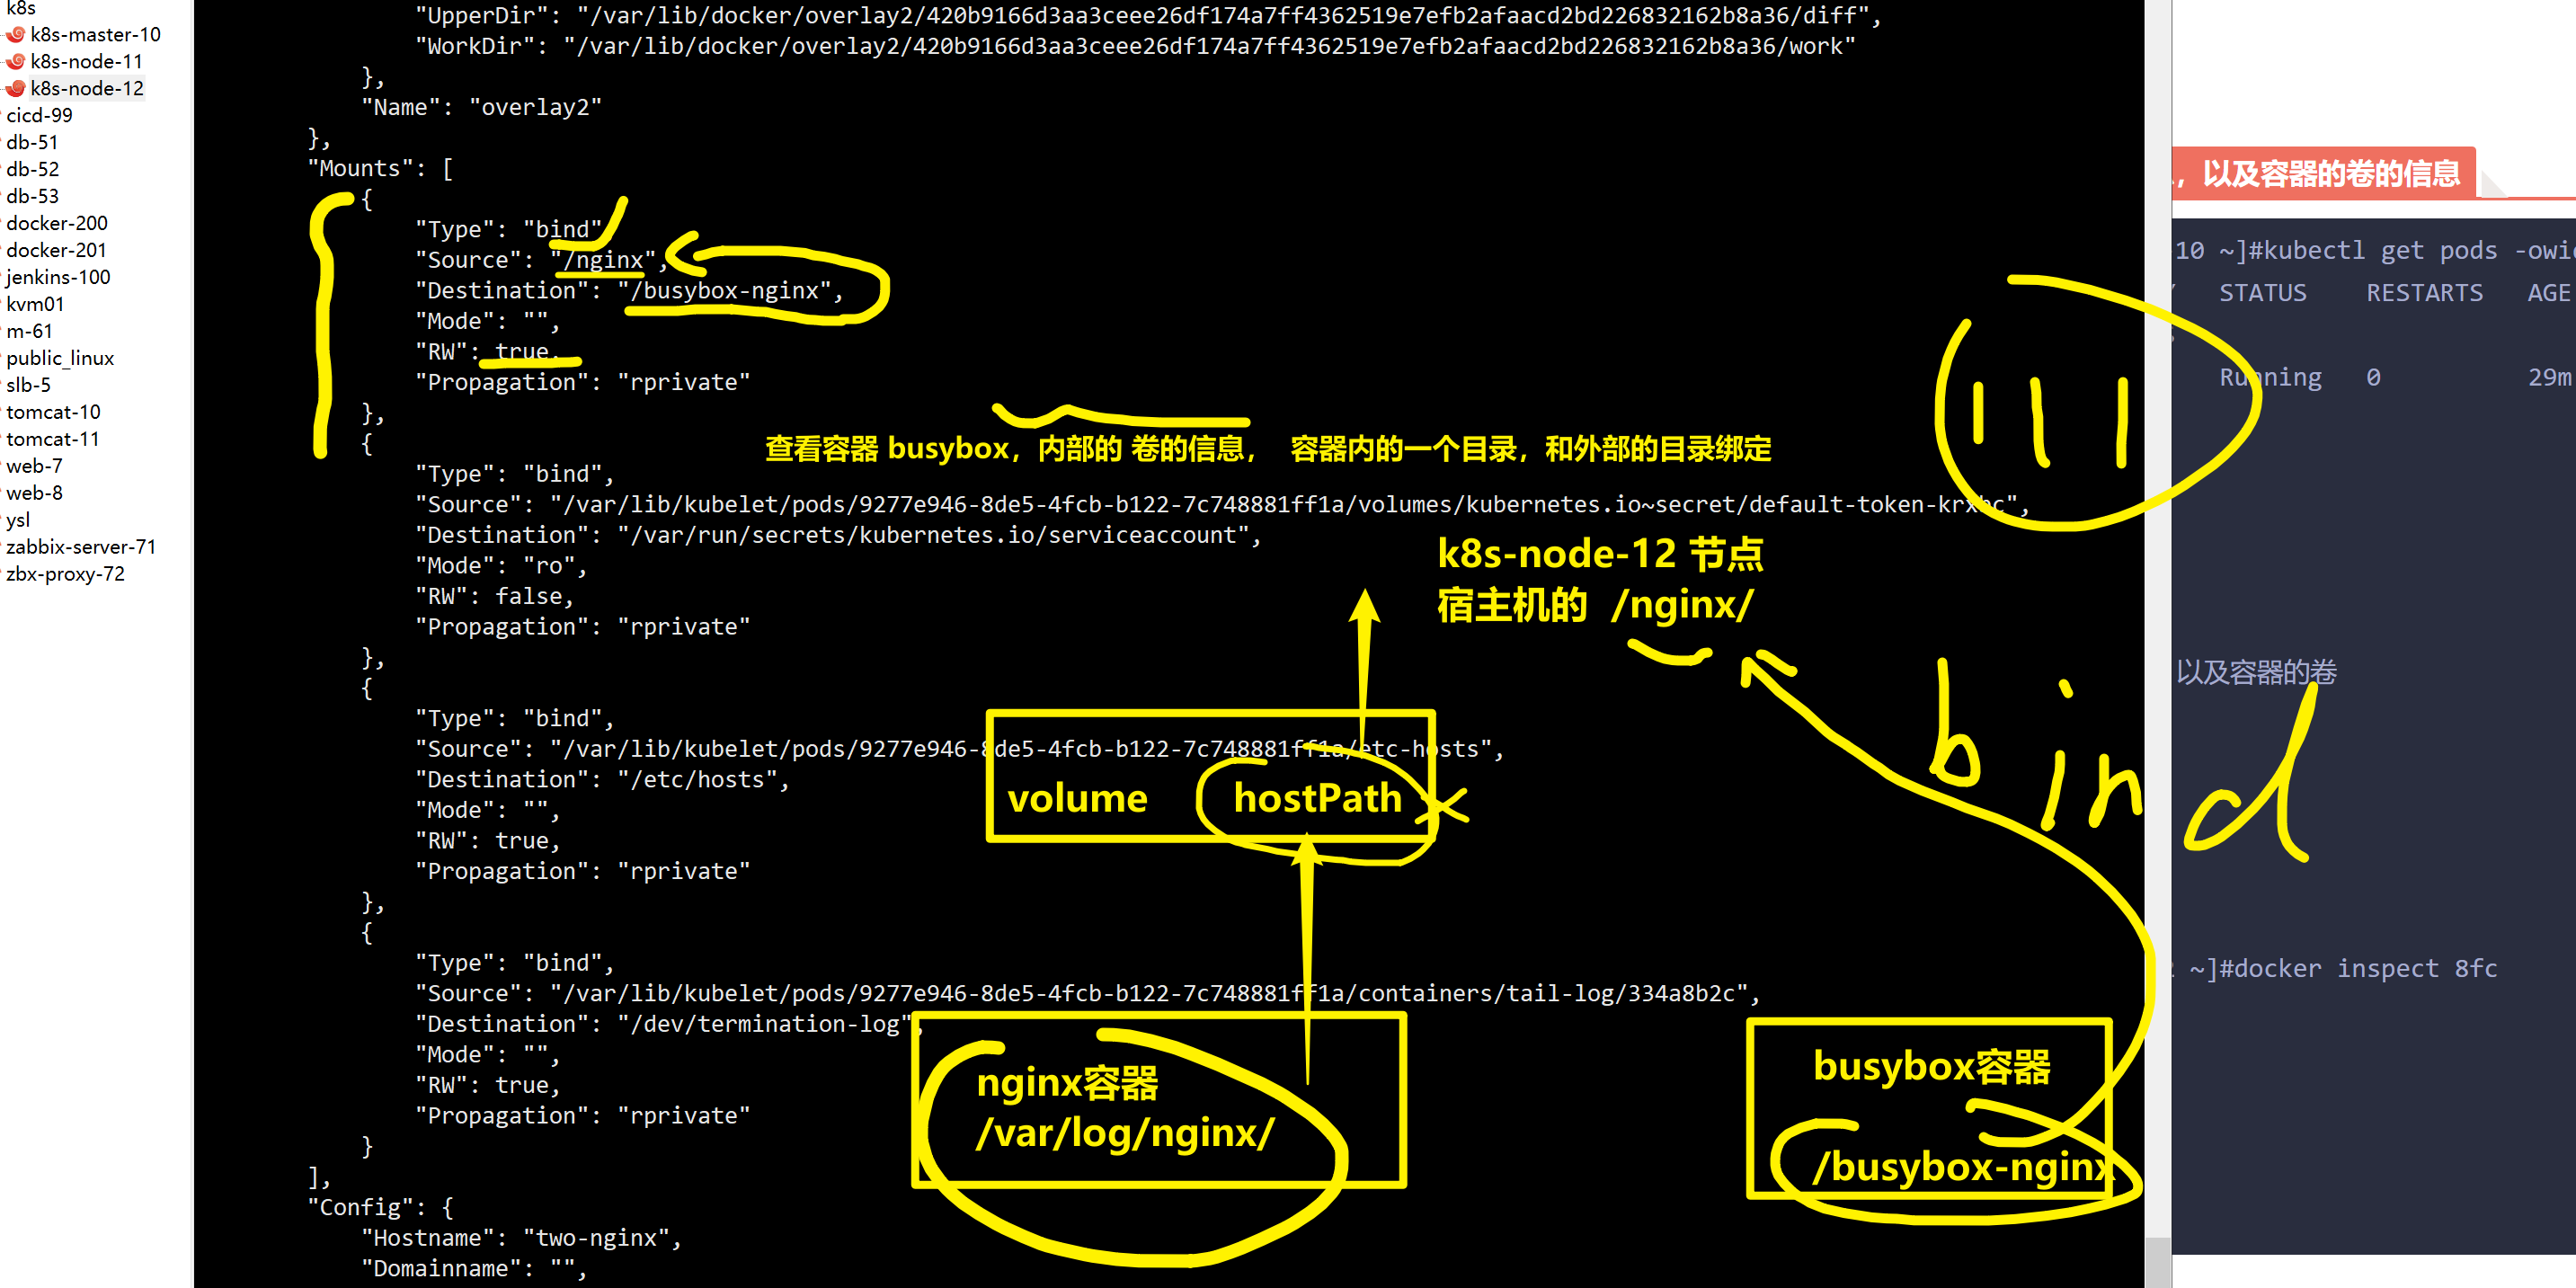 k8s
k8s-master-10
k8s-node-11
k8s-node-12
cicd-99
db-51
db-52
db-53
docker-200
docker-201
jenkins-100
kvm01
m-61
public_linux
slb-5
tomcat-10
tomcat-11
web-7
web-8
ysl
zabbix-server-71
zbx-proxy-72
"UpperDir": "/var/lib/docker/overlay2/420b9166d3aa3ceee26df174a7ff4362519e7efb2afaacd2bd226832162b8a36/diff",
"WorkDir": "/var/lib/docker/overlay2/420b9166d3aa3ceee26df174a7ff4362519e7efb2afaacd2bd226832162b8a36/work"
},
"Name": "overlay2"
},
"Mounts": [
{
"Type": "bind",
"Source": "/nginx",
"Destination": "/busybox-nginx",
"Mode": "",
"RW": true,
"Propagation": "rprivate"
},
{
查看容器 busybox，内部的 卷的信息， 容器内的一个目录，和外部的目录绑定
"Type": "bind",
"Source": "/var/lib/kubelet/pods/9277e946-8de5-4fcb-b122-7c748881ff1a/volumes/kubernetes.io~secret/default-token-krxbc",
"Destination": "/var/run/secrets/kubernetes.io/serviceaccount",
"Mode": "ro",
"RW": false,
"Propagation": "rprivate"
},
{
k8s-node-12 节点
宿主机的 /nginx/
"Type": "bind",
"Source": "/var/lib/kubelet/pods/9277e946-8de5-4fcb-b122-7c748881ff1a/etc-hosts",
"Destination": "/etc/hosts",
"Mode": "",
"RW": true,
"Propagation": "rprivate"
},
{
volume hostPath
bind
"Type": "bind",
"Source": "/var/lib/kubelet/pods/9277e946-8de5-4fcb-b122-7c748881ff1a/containers/tail-log/334a8b2c",
"Destination": "/dev/termination-log",
"Mode": "",
"RW": true,
"Propagation": "rprivate"
}
],
"Config": {
"Hostname": "two-nginx",
"Domainname": "",
nginx容器
/var/log/nginx/
busybox容器
/busybox-nginx
，以及容器的卷的信息
10 ~]#kubectl get pods -owi
STATUS RESTARTS AGE
Running 0 29m
以及容器的卷
~]#docker inspect 8fc